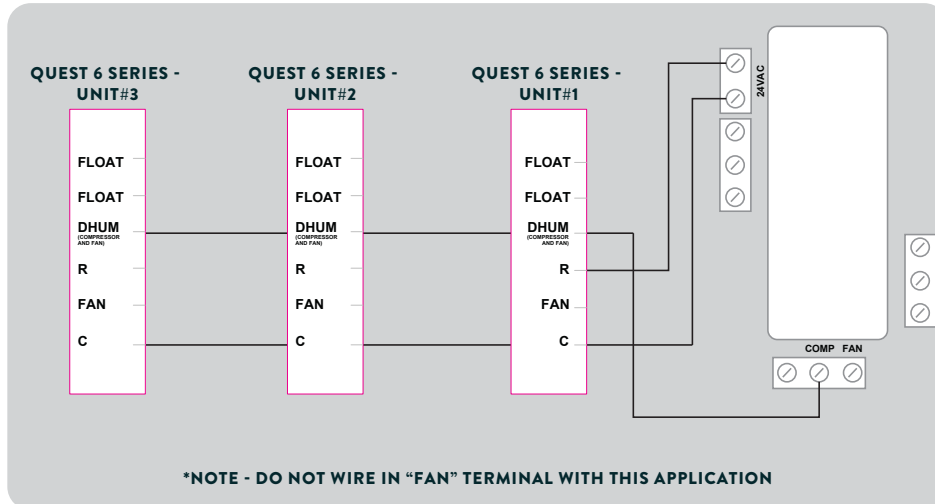 QUEST 6 SERIES -
UNIT#3
QUEST 6 SERIES -
UNIT#2
QUEST 6 SERIES -
UNIT#1
FLOAT
FLOAT
DHUM
(COMPRESSOR
AND FAN)
R
FAN
C
FLOAT
FLOAT
DHUM
(COMPRESSOR
AND FAN)
R
FAN
C
FLOAT
FLOAT
DHUM
(COMPRESSOR
AND FAN)
R
FAN
C
24VAC
COMP FAN
*NOTE - DO NOT WIRE IN “FAN” TERMINAL WITH THIS APPLICATION